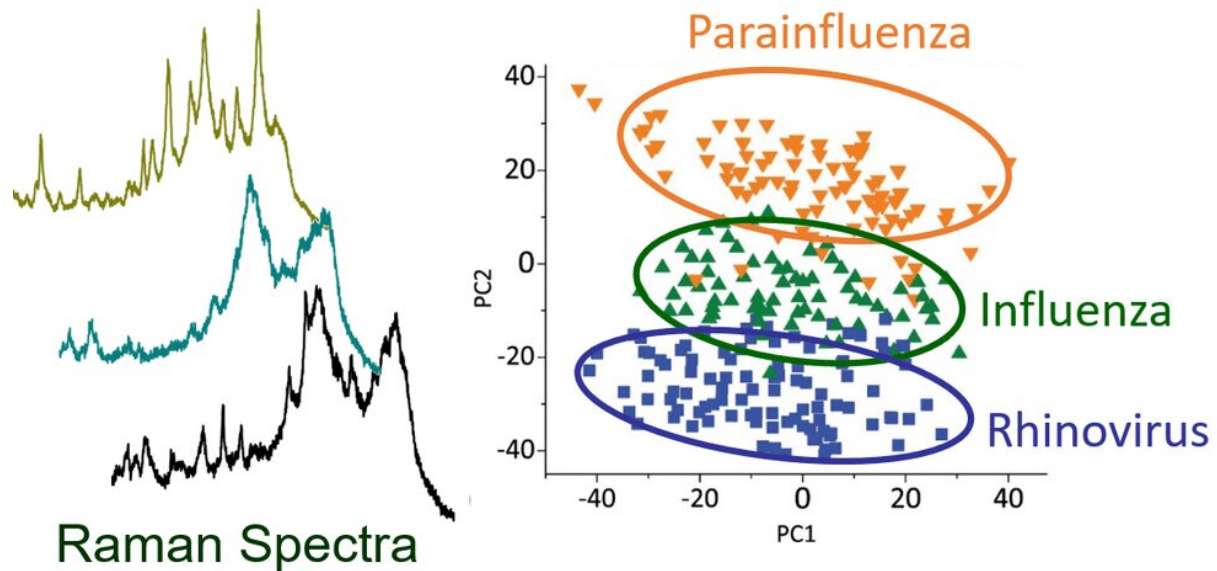 Parainfluenza
40
20
0
-20
-40
PC2
Influenza
Rhinovirus
-40 -20 0 20 40
PC1
Raman Spectra